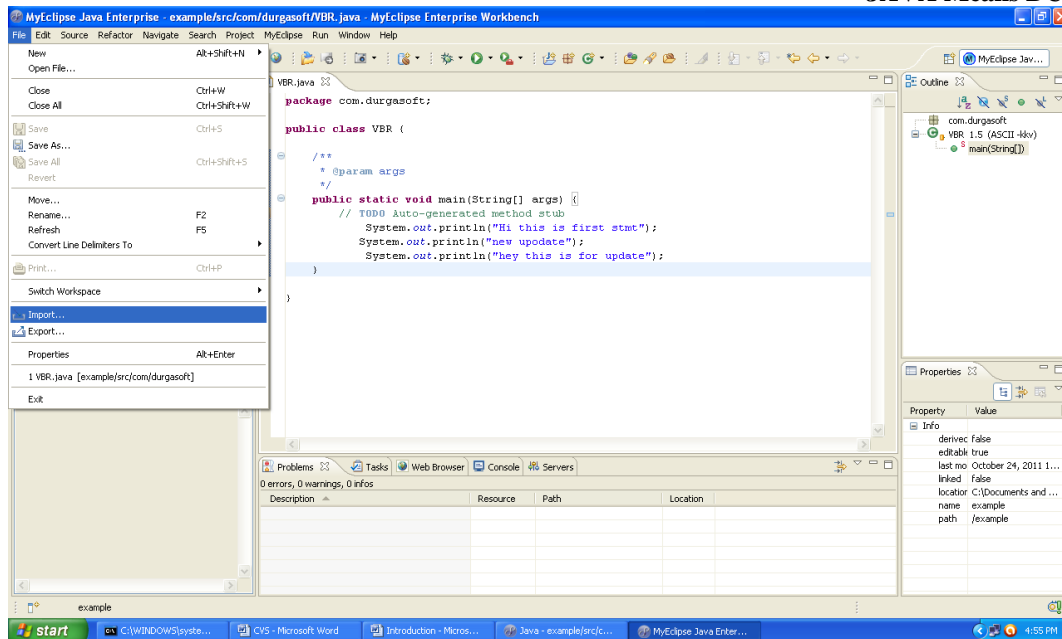 MyEclipse Java Enterprise - example/src/com/durgasoft/VBR.java - MyEclipse Enterprise Workbench
File Edit Source Refactor Navigate Search Project MyEclipse Run Window Help
New Alt+Shift+N
Open File...
Close Ctrl+W
Close All Ctrl+Shift+W
Save Ctrl+S
Save As...
Save All Ctrl+Shift+S
Revert
Move...
Rename... F2
Refresh F5
Convert Line Delimiters To
Print... Ctrl+P
Switch Workspace
Import...
Export...
Properties Alt+Enter
1 VBR.java [example/src/com/durgasoft]
Exit
MyEclipse Jav...
VBR.java
package com.durgasoft;
public class VBR {
/**
* @param args
*/
public static void main(String[] args) {
// TODO Auto-generated method stub
System.out.println("Hi this is first stmt");
System.out.println("new upodate");
System.out.println("hey this is for update");
}
}
Outline
com.durgasoft
VBR 1.5 (ASCII -kkv)
main(String[])
Properties
Property Value
Info
derivec false
editable true
last mo October 24, 2011 1...
linked false
location C:\Documents and ...
name example
path /example
Problems Tasks Web Browser Console Servers
0 errors, 0 warnings, 0 infos
Description Resource Path Location
example
start C:\WINDOWS\syste... CVS - Microsoft Word Introduction - Micros... Java - example/src/c... MyEclipse Java Enter... 4:55 PM